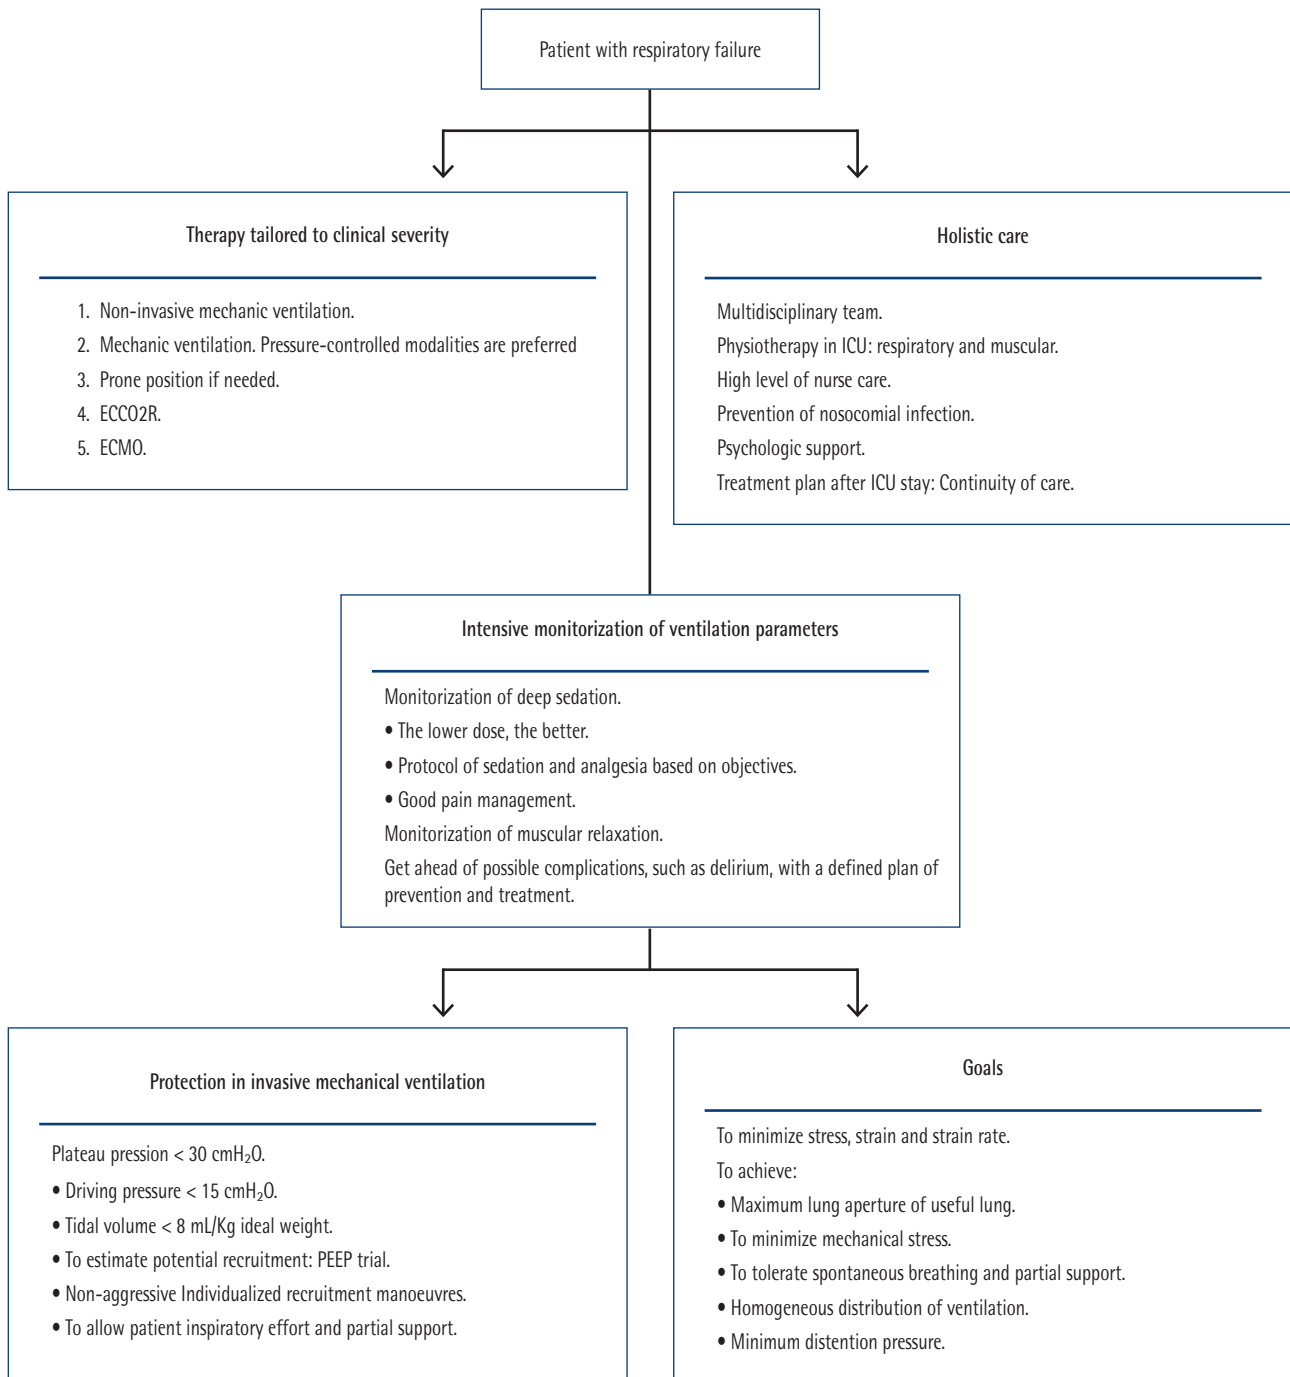 Patient with respiratory failure
Therapy tailored to clinical severity
1. Non-invasive mechanic ventilation.
2. Mechanic ventilation. Pressure-controlled modalities are preferred
3. Prone position if needed.
4. ECCO2R.
5. ECMO.
Holistic care
Multidisciplinary team.
Physiotherapy in ICU: respiratory and muscular.
High level of nurse care.
Prevention of nosocomial infection.
Psychologic support.
Treatment plan after ICU stay: Continuity of care.
Intensive monitorization of ventilation parameters
Monitorization of deep sedation.
• The lower dose, the better.
• Protocol of sedation and analgesia based on objectives.
• Good pain management.
Monitorization of muscular relaxation.
Get ahead of possible complications, such as delirium, with a defined plan of
prevention and treatment.
Protection in invasive mechanical ventilation
Plateau pression < 30 cmH₂O.
• Driving pressure < 15 cmH₂O.
• Tidal volume < 8 mL/Kg ideal weight.
• To estimate potential recruitment: PEEP trial.
• Non-aggressive Individualized recruitment manoeuvres.
• To allow patient inspiratory effort and partial support.
Goals
To minimize stress, strain and strain rate.
To achieve:
• Maximum lung aperture of useful lung.
• To minimize mechanical stress.
• To tolerate spontaneous breathing and partial support.
• Homogeneous distribution of ventilation.
• Minimum distention pressure.